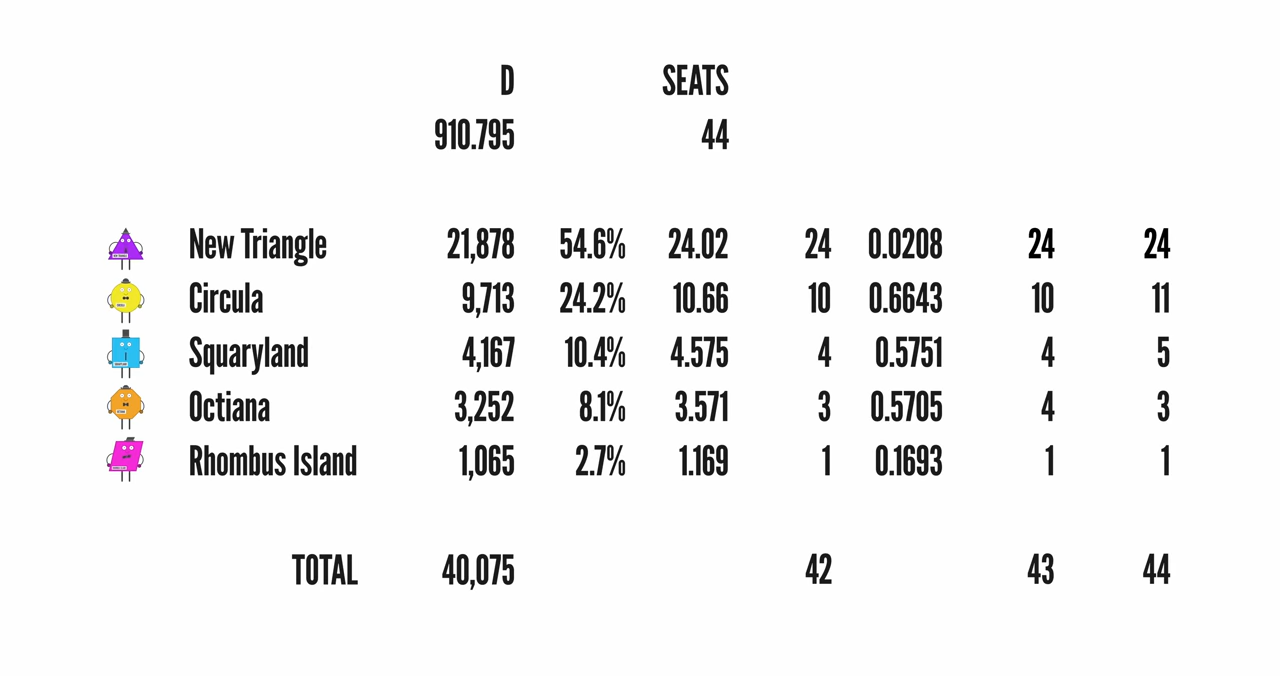 D SEATS
910.795 44
New Triangle 21,878 54.6% 24.02 24 0.0208 24 24
Circula 9,713 24.2% 10.66 10 0.6643 10 11
Squaryland 4,167 10.4% 4.575 4 0.5751 4 5
Octiana 3,252 8.1% 3.571 3 0.5705 4 3
Rhombus Island 1,065 2.7% 1.169 1 0.1693 1 1
TOTAL 40,075 42 43 44